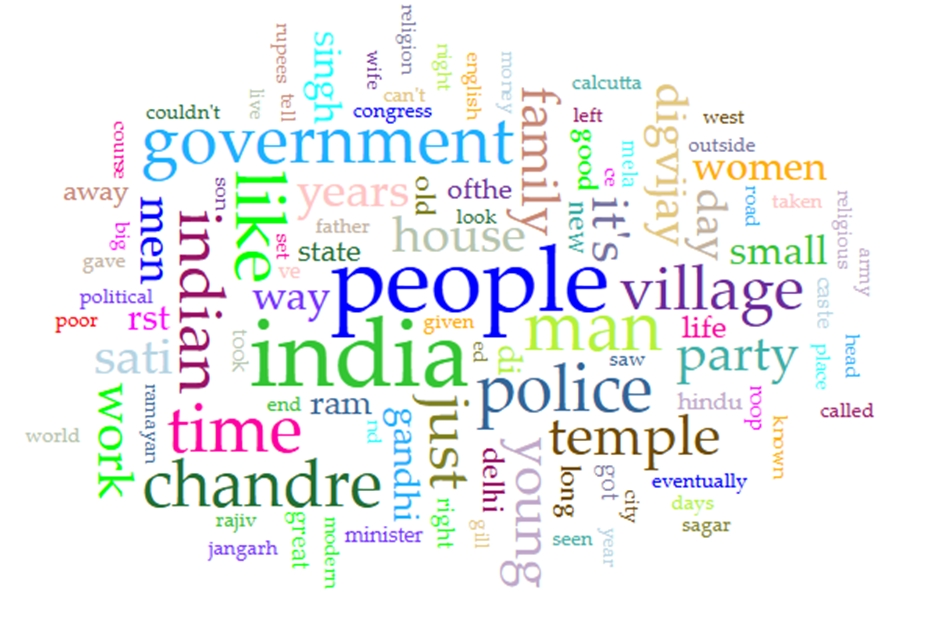 religion
rupees
tell
singh
wife
night
english
money
live
can't
calcutta
couldn't
congress
family
left
digvijay
west
course
government
good
mela
outside
women
away
son
like
years
old
ofthe
ce
day
road
taken
men
indian
father
look
new
it's
religious
big
set
state
house
small
army
gave
ve
people
village
caste
political
way
poor
rst
given
man
life
head
sati
took
india
ed
di
saw
party
place
work
ramayan
end
ram
police
hindu
roop
called
world
time
nd
gandhi
just
young
temple
known
chandre
delhi
long
got
city
eventually
days
rajiv
great
modern
minister
right
gill
seen
year
sagar
jangarh